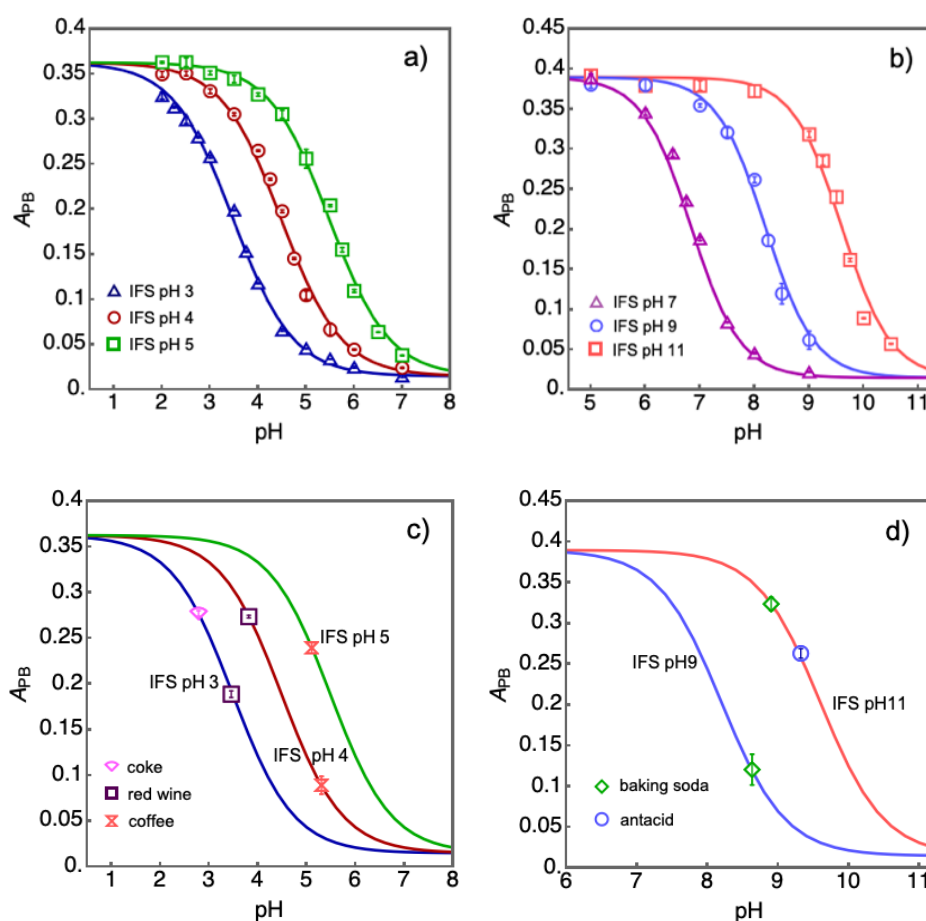 a)
0.4
0.35
0.3
0.25
0.2
0.15
0.1
0.05
0.
APB
IFS pH 3
IFS pH 4
IFS pH 5
1 2 3 4 5 6 7 8
pH
b)
0.45
0.4
0.35
0.3
0.25
0.2
0.15
0.1
0.05
0.
APB
IFS pH 7
IFS pH 9
IFS pH 11
5 6 7 8 9 10 11
pH
c)
0.4
0.35
0.3
0.25
0.2
0.15
0.1
0.05
0.
APB
IFS pH 5
IFS pH 3
IFS pH 4
coke
red wine
coffee
1 2 3 4 5 6 7 8
pH
d)
0.45
0.4
0.35
0.3
0.25
0.2
0.15
0.1
0.05
0.
APB
IFS pH9
IFS pH11
baking soda
antacid
6 7 8 9 10 11
pH